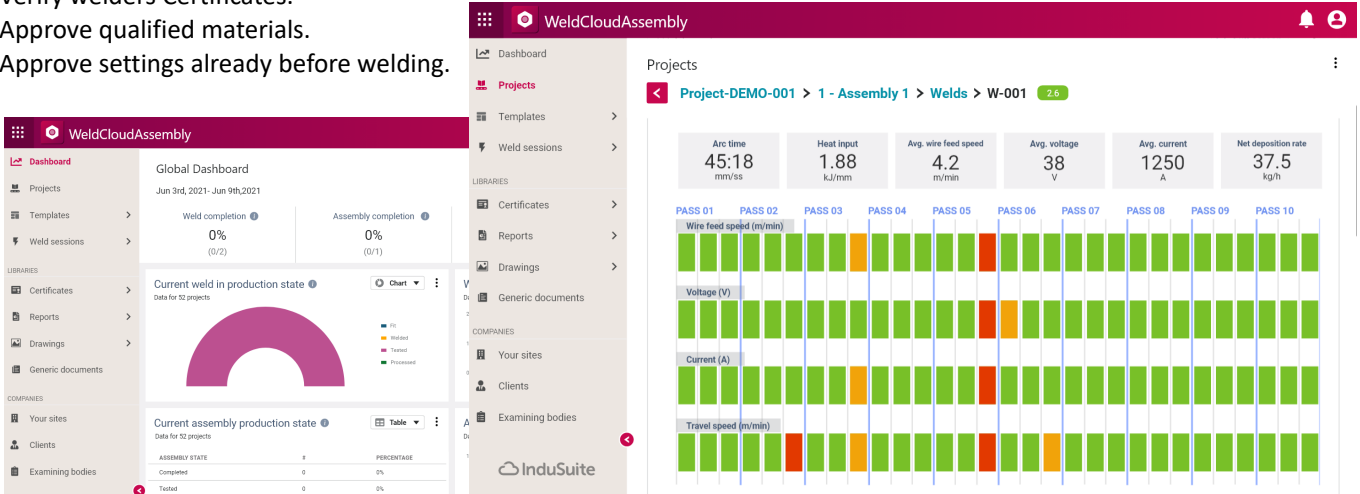 Verify welders Certificates.
Approve qualified materials.
Approve settings already before welding.
WeldCloudAssembly
Dashboard
Projects
Templates
Weld sessions
LIBRARIES
Certificates
Reports
Drawings
Generic documents
COMPANIES
Your sites
Clients
Examining bodies
Global Dashboard
Jun 3rd, 2021- Jun 9th,2021
Weld completion
Assembly completion
0%
0%
(0/2)
(0/1)
Current weld in production state
Chart
Data for 52 projects
Fit
Welded
Tested
Processed
Current assembly production state
Table
Data for 52 projects
ASSEMBLY STATE # PERCENTAGE
Completed 0 0%
Tested 0 0%
WeldCloudAssembly
Dashboard
Projects
Templates
Weld sessions
LIBRARIES
Certificates
Reports
Drawings
Generic documents
COMPANIES
Your sites
Clients
Examining bodies
InduSuite
Projects
Project-DEMO-001 > 1 - Assembly 1 > Welds > W-001 2.6
Arc time
45:18
mm/ss
Heat input
1.88
kJ/mm
Avg. wire feed speed
4.2
m/min
Avg. voltage
38
V
Avg. current
1250
A
Net deposition rate
37.5
kg/h
PASS 01 PASS 02 PASS 03 PASS 04 PASS 05 PASS 06 PASS 07 PASS 08 PASS 09 PASS 10
Wire feed speed (m/min)
Voltage (V)
Current (A)
Travel speed (m/min)